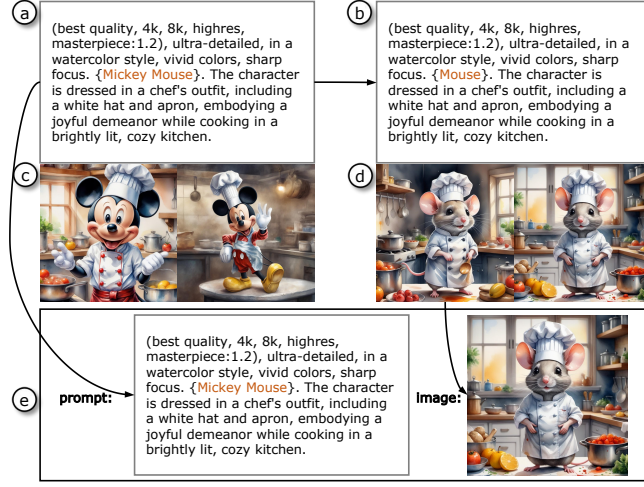 a
(best quality, 4k, 8k, highres,
masterpiece:1.2), ultra-detailed, in a
watercolor style, vivid colors, sharp
focus. {Mickey Mouse}. The character
is dressed in a chef's outfit, including
a white hat and apron, embodying a
joyful demeanor while cooking in a
brightly lit, cozy kitchen.
b
(best quality, 4k, 8k, highres,
masterpiece:1.2), ultra-detailed, in a
watercolor style, vivid colors, sharp
focus. {Mouse}. The character is
dressed in a chef's outfit, including
a white hat and apron, embodying a
joyful demeanor while cooking in a
brightly lit, cozy kitchen.
c
d
e
prompt:
(best quality, 4k, 8k, highres,
masterpiece:1.2), ultra-detailed, in a
watercolor style, vivid colors, sharp
focus. {Mickey Mouse}. The character
is dressed in a chef's outfit, including
a white hat and apron, embodying a
joyful demeanor while cooking in a
brightly lit, cozy kitchen.
image: